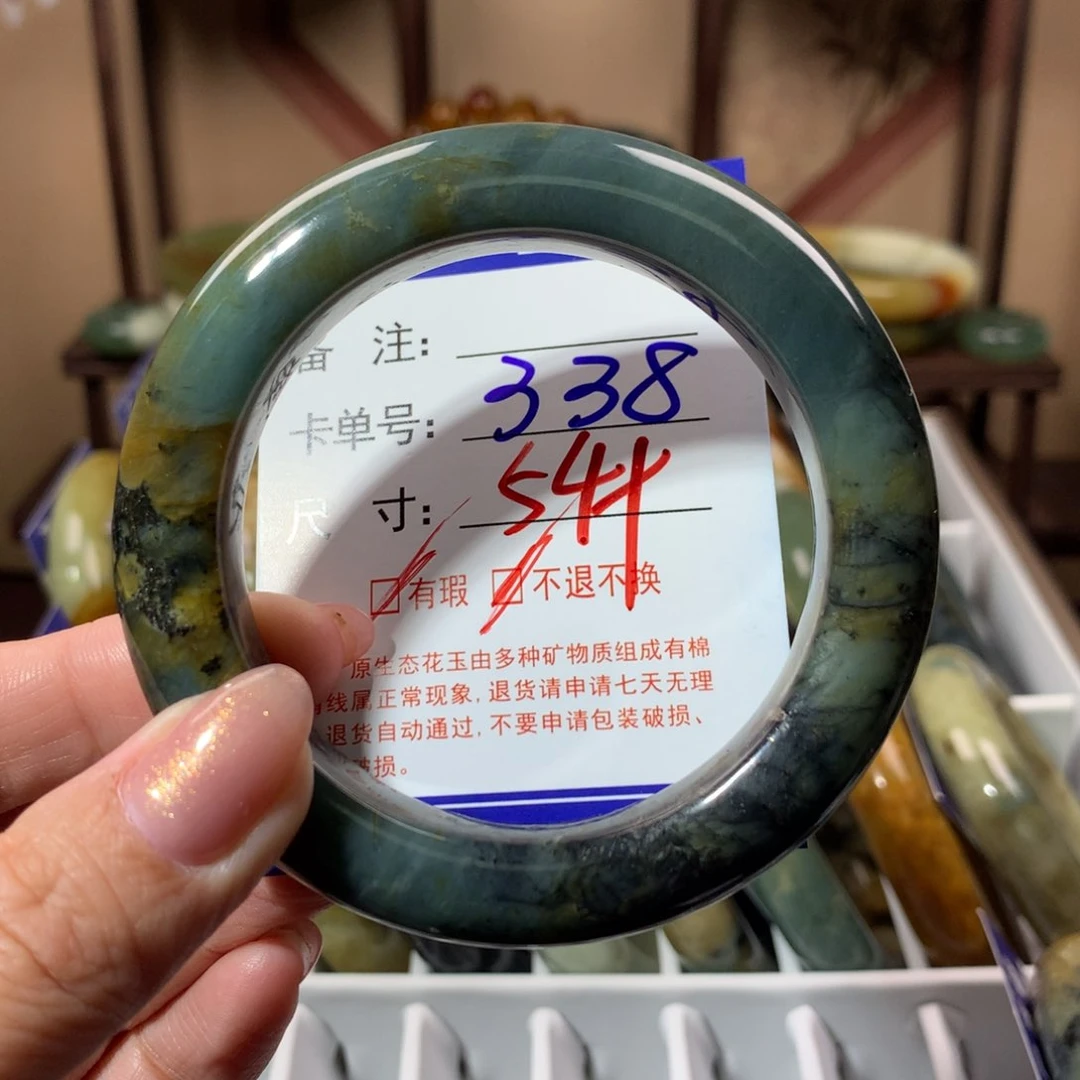 备 注:
卡单号: 338
尺 寸: 544
有瑕 不退不换
原生态花玉由多种矿物质组成有棉
线属正常现象,退货请申请七天无理
退货自动通过,不要申请包装破损、
破损。